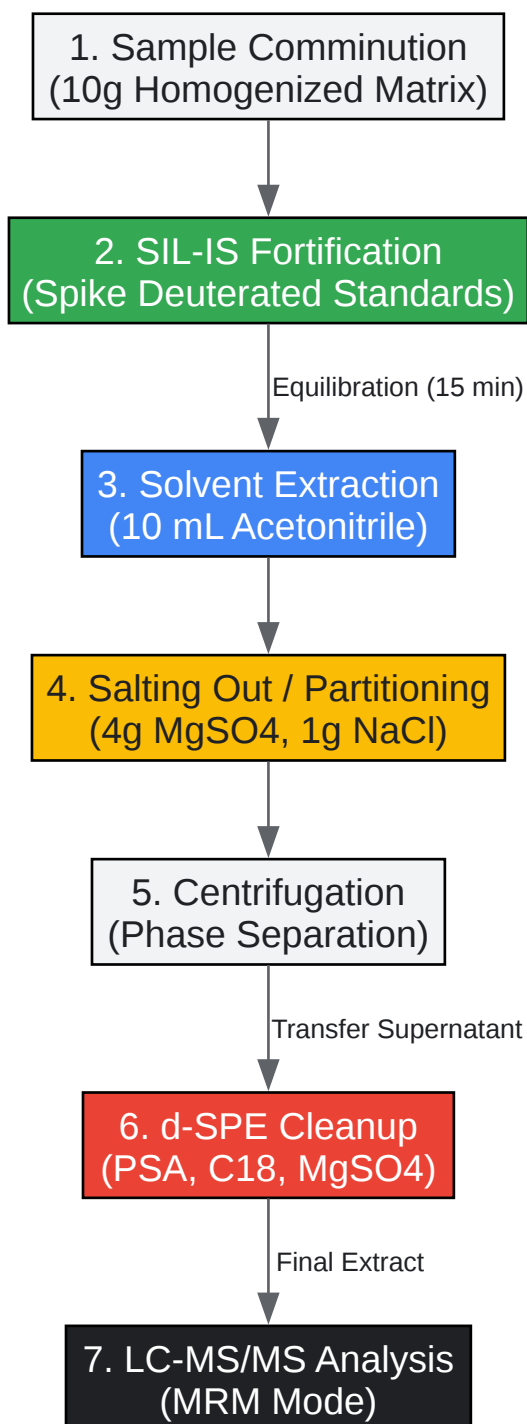 1. Sample Comminution
(10g Homogenized Matrix)
2. SIL-IS Fortification
(Spike Deuterated Standards)
Equilibration (15 min)
3. Solvent Extraction
(10 mL Acetonitrile)
4. Salting Out / Partitioning
(4g MgSO4, 1g NaCl)
5. Centrifugation
(Phase Separation)
Transfer Supernatant
6. d-SPE Cleanup
(PSA, C18, MgSO4)
Final Extract
7. LC-MS/MS Analysis
(MRM Mode)